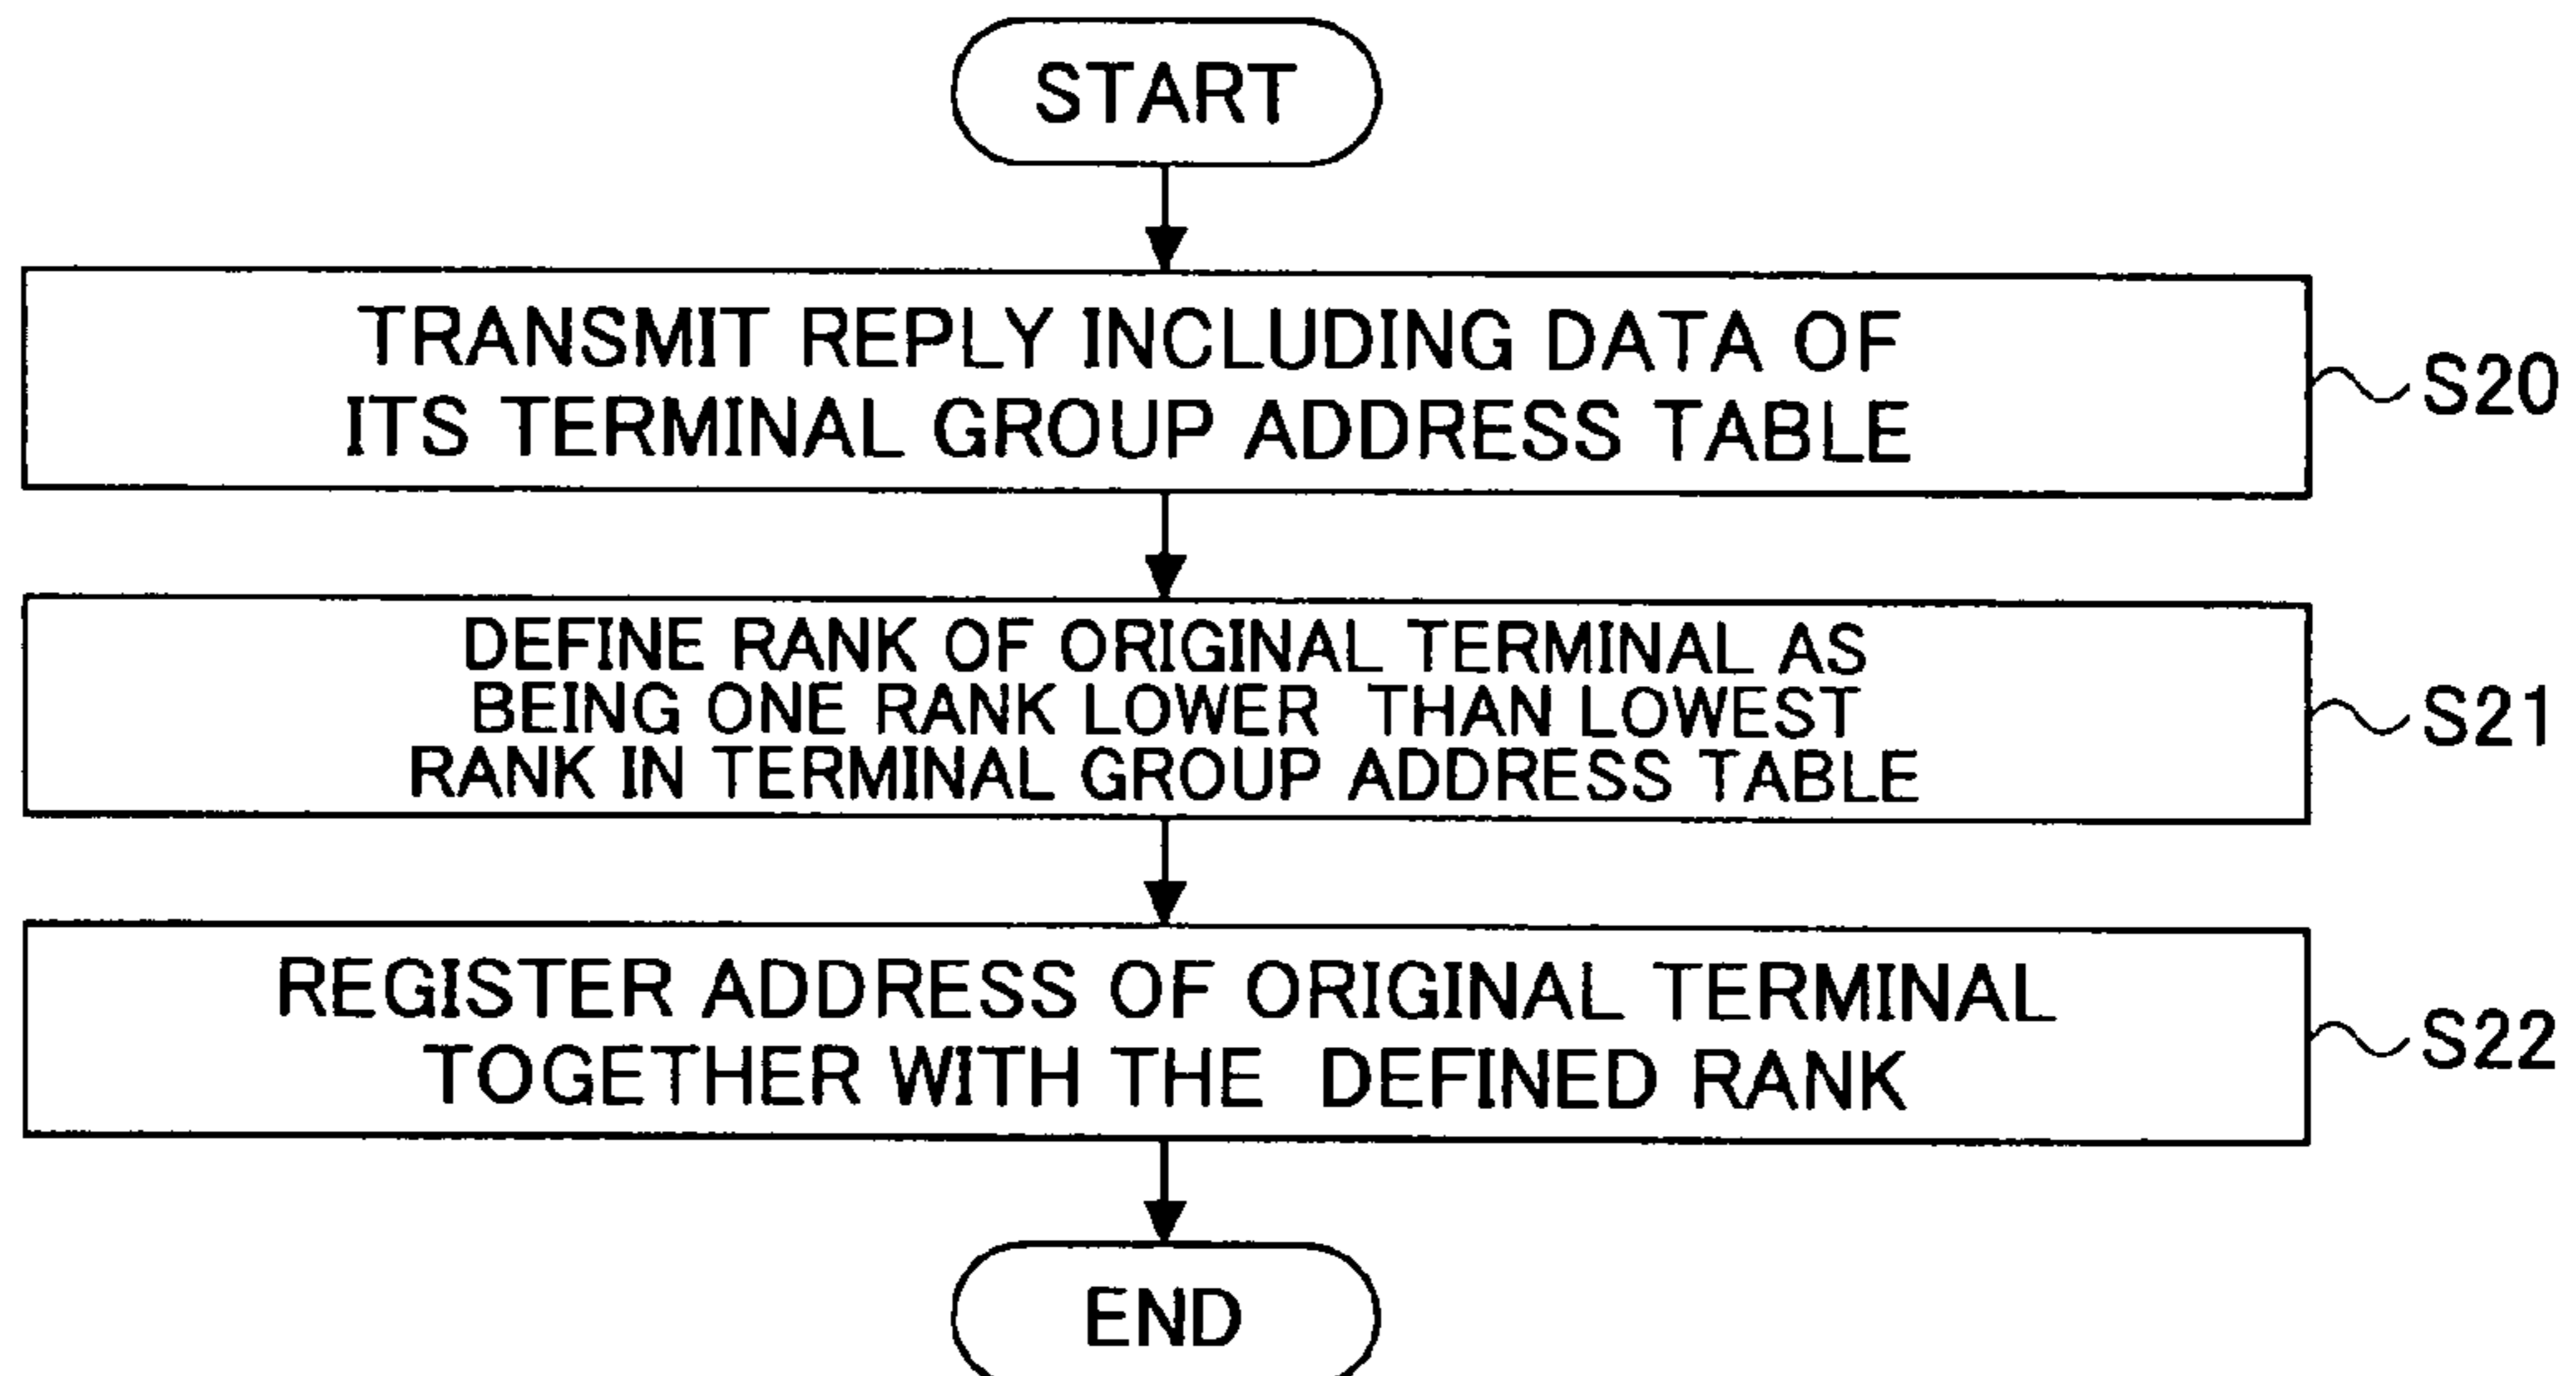 START
TRANSMIT REPLY INCLUDING DATA OF
ITS TERMINAL GROUP ADDRESS TABLE
S20
DEFINE RANK OF ORIGINAL TERMINAL AS
BEING ONE RANK LOWER THAN LOWEST
RANK IN TERMINAL GROUP ADDRESS TABLE
S21
REGISTER ADDRESS OF ORIGINAL TERMINAL
TOGETHER WITH THE DEFINED RANK
S22
END